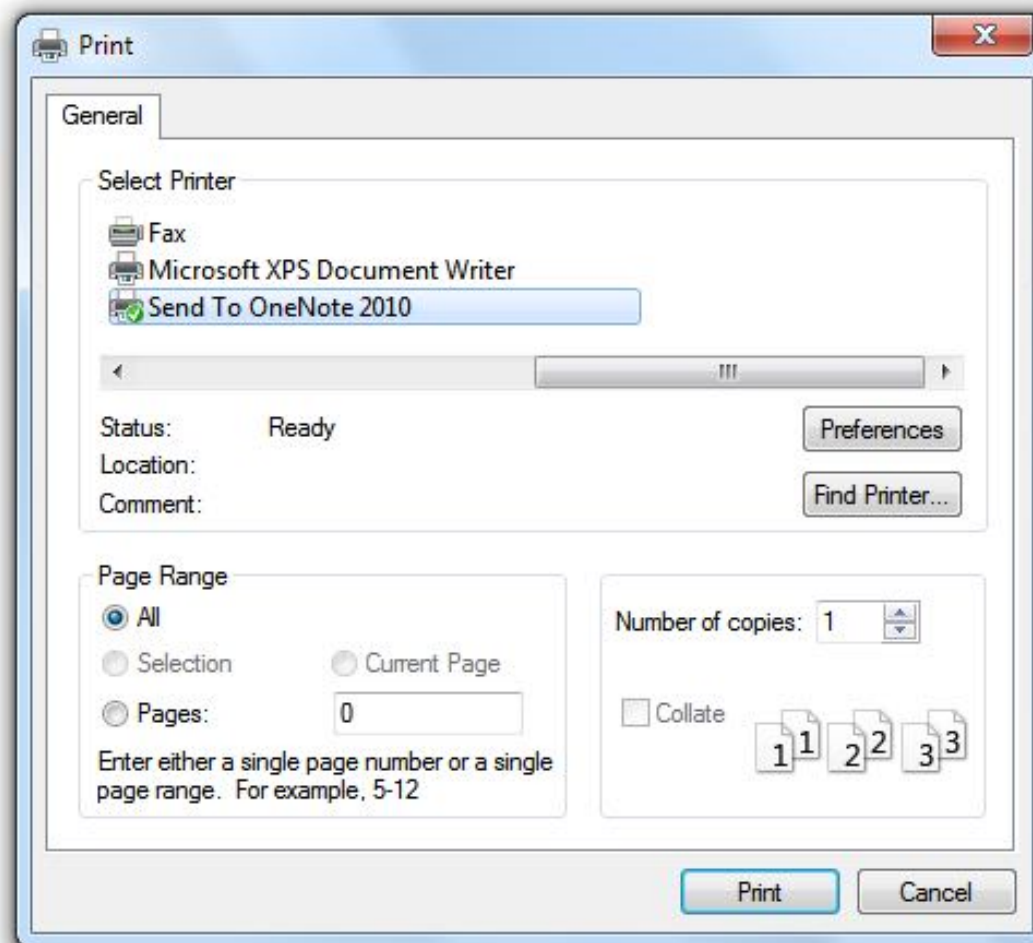 Print
General
Select Printer
Fax
Microsoft XPS Document Writer
Send To OneNote 2010
Status: Ready
Preferences
Location:
Comment:
Find Printer...
Page Range
All
Number of copies: 1
Selection Current Page
Pages: 0
Collate
1 1 2 2 3 3
Enter either a single page number or a single
page range. For example, 5-12
Print Cancel